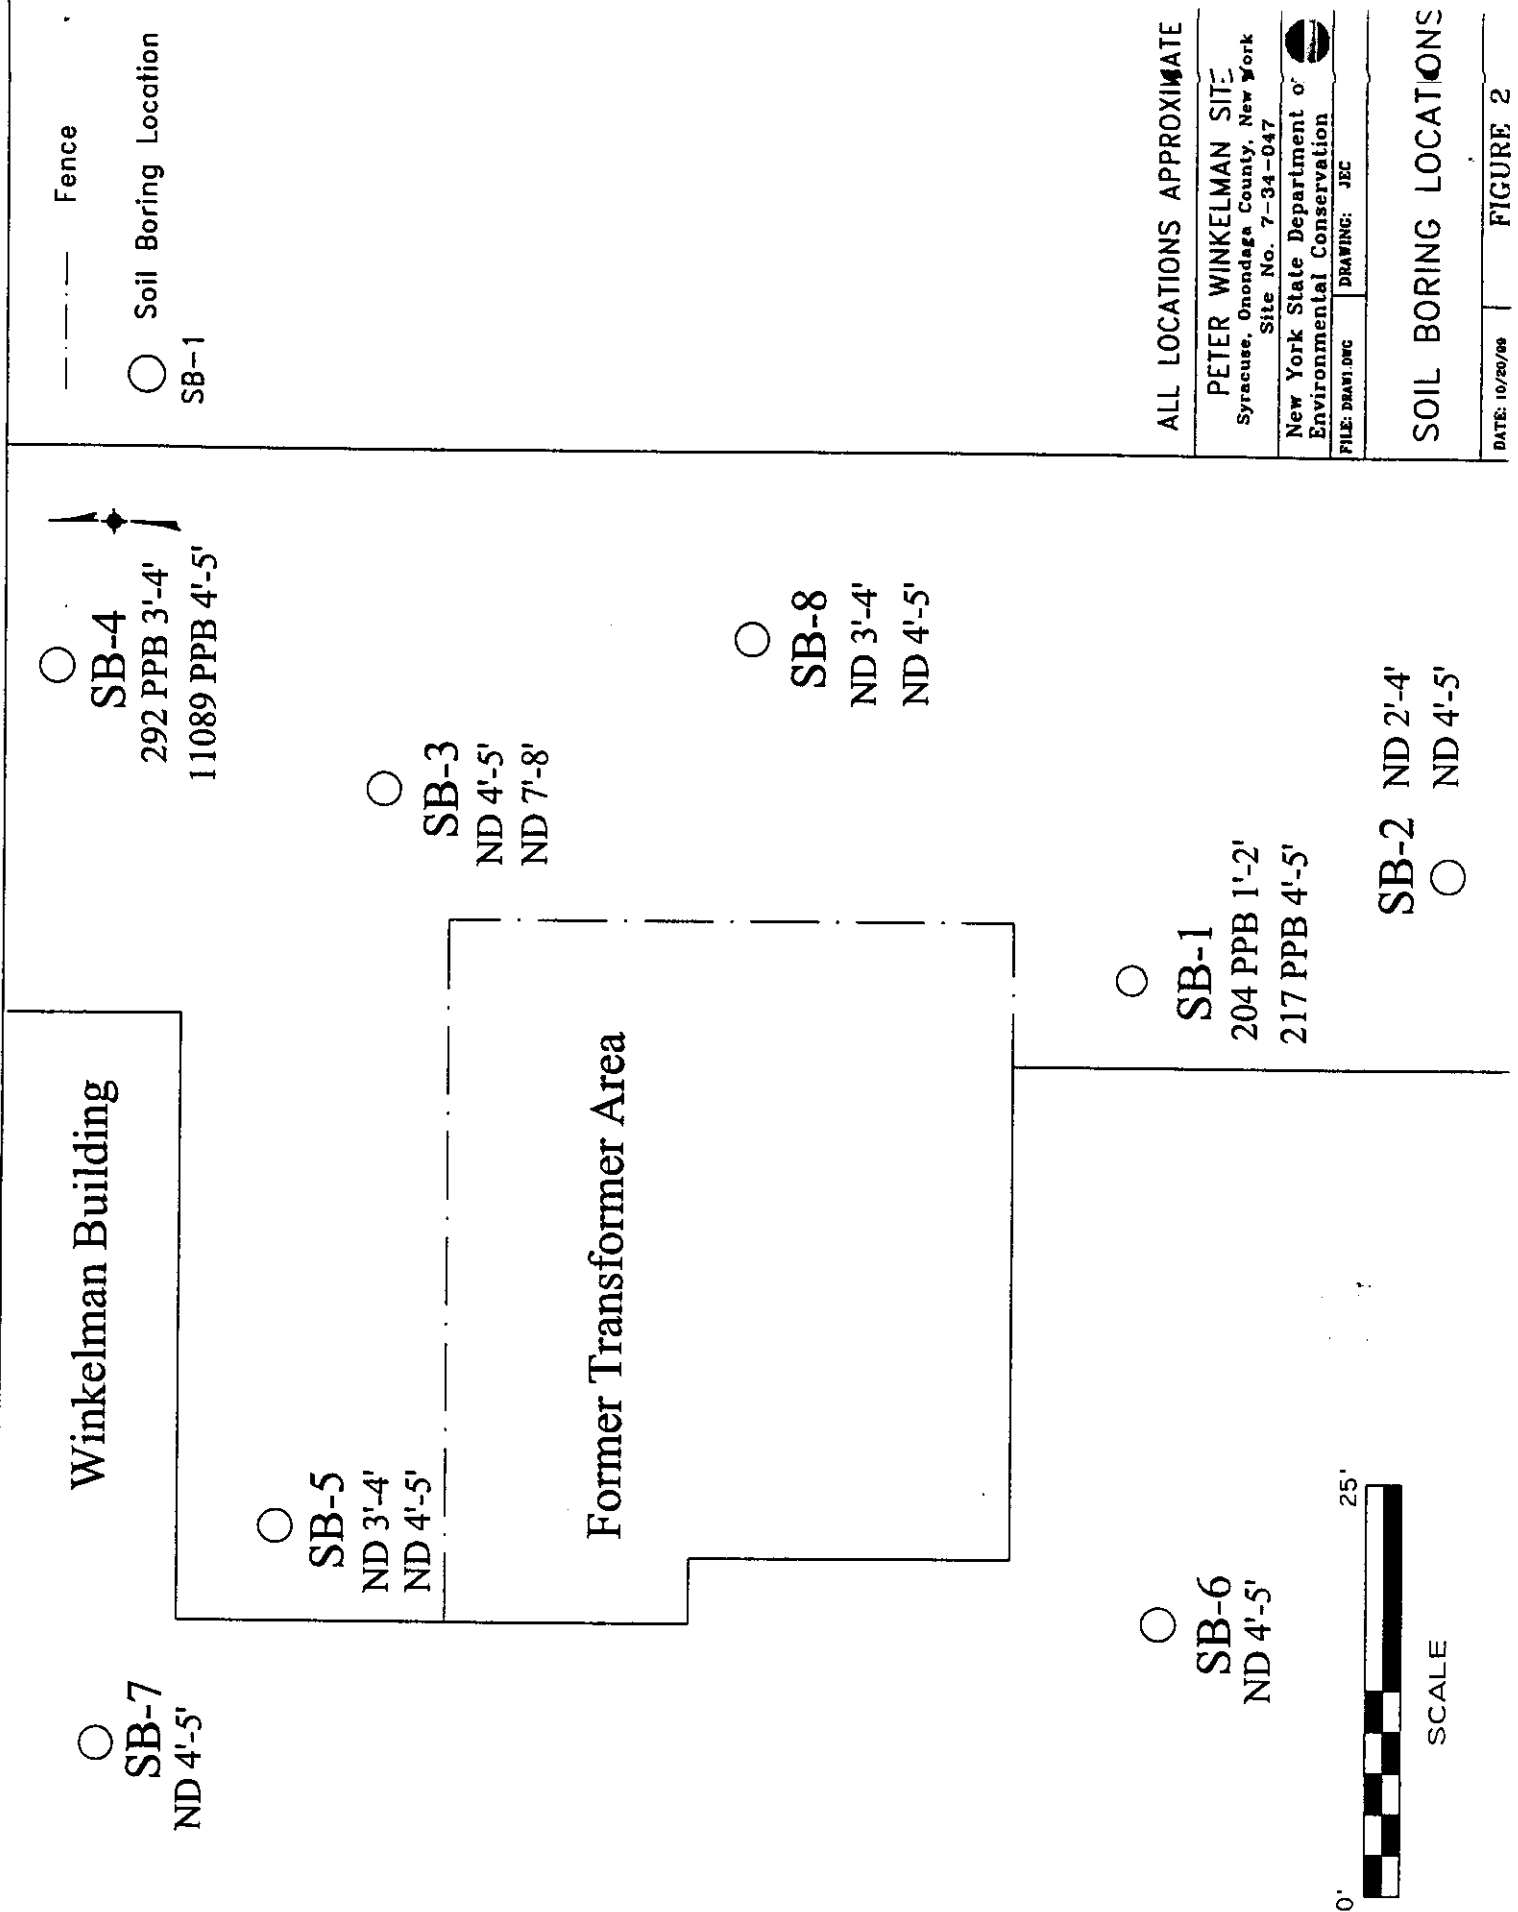 Fence
Soil Boring Location
SB-1
Winkelman Building
SB-7
ND 4'-5'
SB-5
ND 3'-4'
ND 4'-5'
SB-4
292 PPB 3'-4'
11089 PPB 4'-5'
SB-3
ND 4'-5'
ND 7'-8'
Former Transformer Area
SB-8
ND 3'-4'
ND 4'-5'
SB-6
ND 4'-5'
SB-1
204 PPB 1'-2'
217 PPB 4'-5'
SB-2
ND 2'-4'
ND 4'-5'
0'
25'
SCALE
ALL LOCATIONS APPROXIMATE
PETER WINKELMAN SITE
Syracuse, Onondaga County, New York
Site No. 7-34-047
New York State Department of
Environmental Conservation
FILE: DRAW1.DWG DRAWING: JEC
SOIL BORING LOCATIONS
DATE: 10/20/99 FIGURE 2